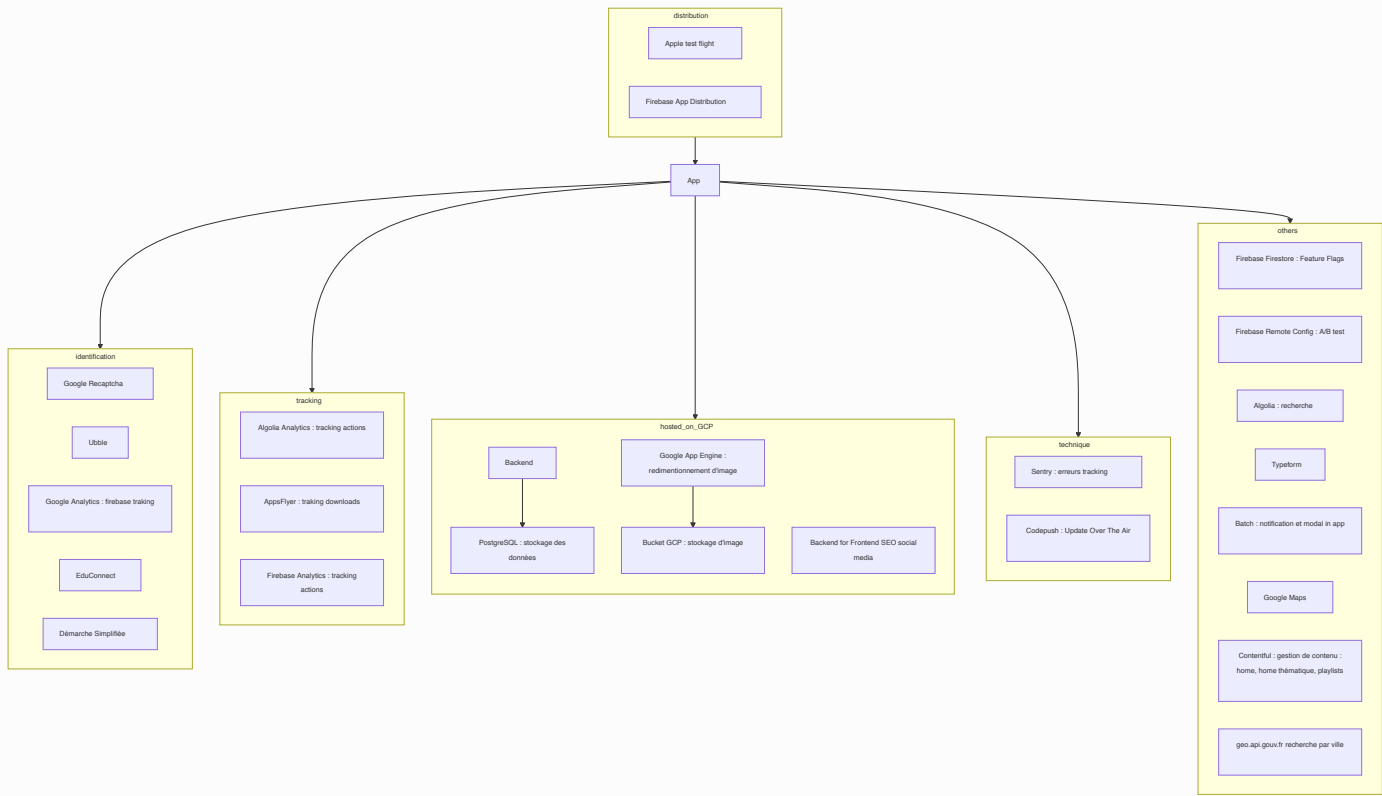 distribution
Apple test flight
Firebase App Distribution
App
identification
Google Recaptcha
Ubble
Google Analytics : firebase traking
EduConnect
Démarche Simplifiée
tracking
Algolia Analytics : tracking actions
AppsFlyer : traking downloads
Firebase Analytics : tracking
actions
hosted_on_GCP
Backend
Google App Engine :
redimentionnement d'image
PostgreSQL : stockage des
données
Bucket GCP : stockage d'image
Backend for Frontend SEO social
media
technique
Sentry : erreurs tracking
Codepush : Update Over The Air
others
Firebase Firestore : Feature Flags
Firebase Remote Config : A/B test
Algolia : recherche
Typeform
Batch : notification et modal in app
Google Maps
Contentful : gestion de contenu :
home, home thématique, playlists
geo.api.gouv.fr recherche par ville